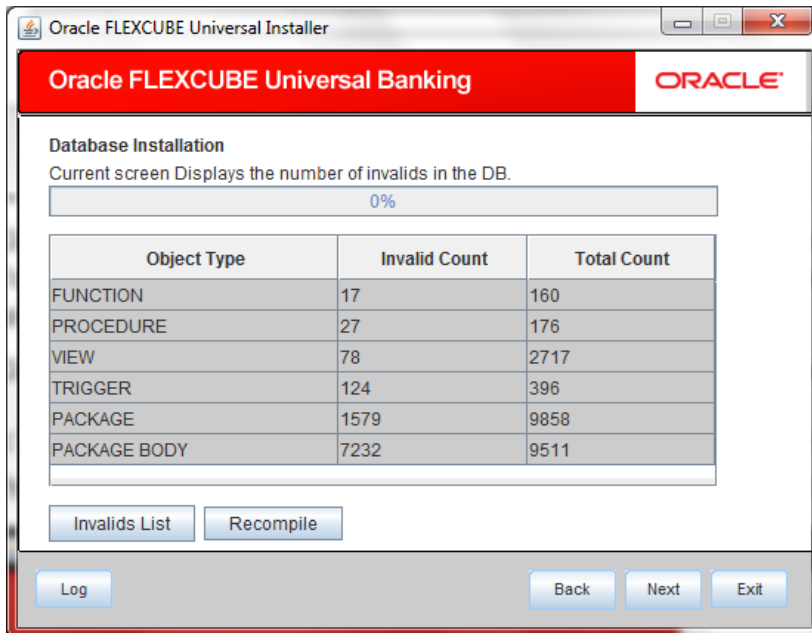 Oracle FLEXCUBE Universal Installer
Oracle FLEXCUBE Universal Banking
ORACLE
Database Installation
Current screen Displays the number of invalids in the DB.
0%
Object Type Invalid Count Total Count
FUNCTION 17 160
PROCEDURE 27 176
VIEW 78 2717
TRIGGER 124 396
PACKAGE 1579 9858
PACKAGE BODY 7232 9511
Invalids List Recompile
Log Back Next Exit